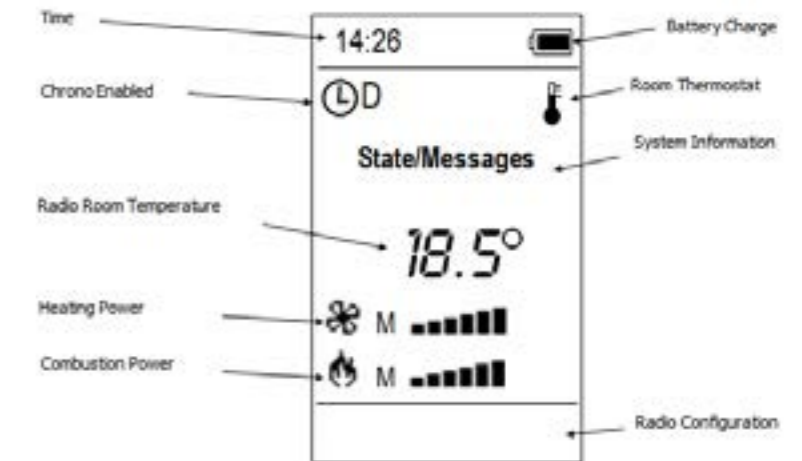 Time
14:26
Battery Charge
Chrono Enabled
D
Room Thermostat
State/Messages
System Information
Radio Room Temperature
18.5°
Heating Power
M
Combustion Power
M
Radio Configuration